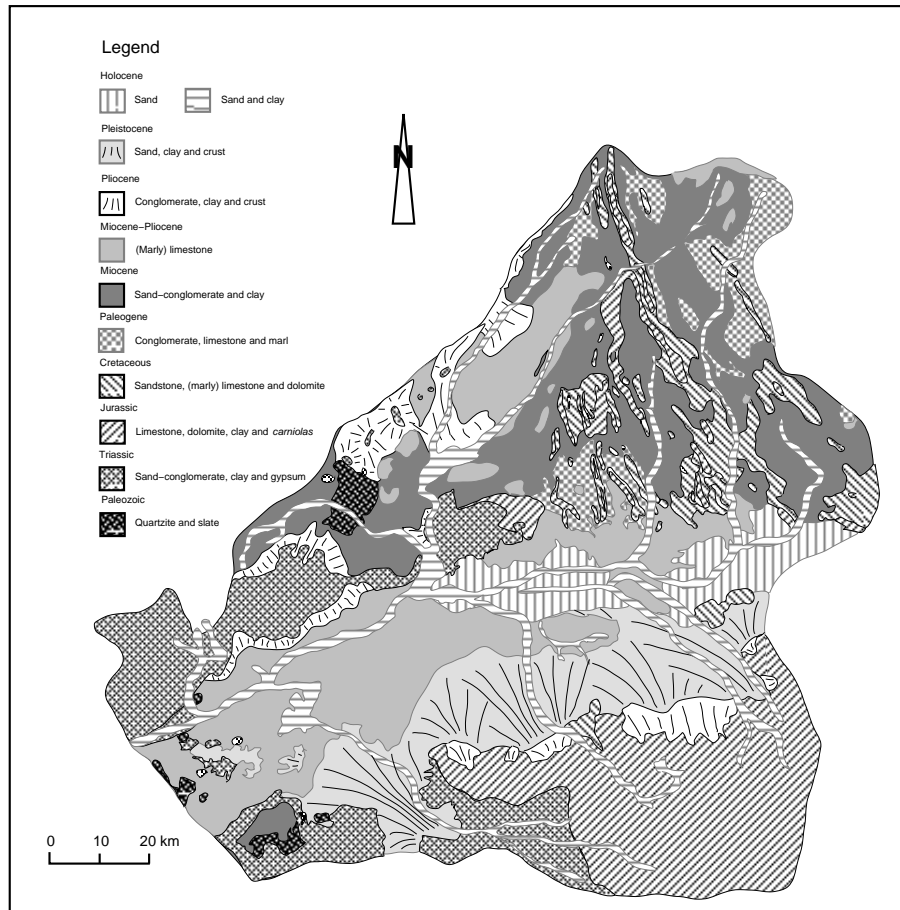 Legend
Holocene
Sand Sand and clay
Pleistocene
Sand, clay and crust
Pliocene
Conglomerate, clay and crust
Miocene−Pliocene
(Marly) limestone
Miocene
Sand−conglomerate and clay
Paleogene
Conglomerate, limestone and marl
Cretaceous
Sandstone, (marly) limestone and dolomite
Jurassic
Limestone, dolomite, clay and carniolas
Triassic
Sand−conglomerate, clay and gypsum
Paleozoic
Quartzite and slate
N
0 10 20 km